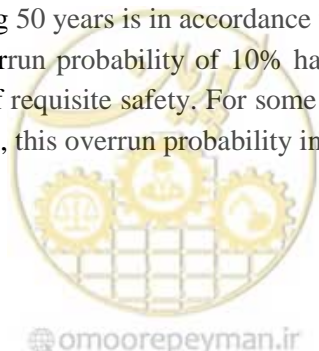 g 50 years is in accordance
rrun probability of 10% ha
f requisite safety. For some
, this overrun probability in
omoorepeyman.ir